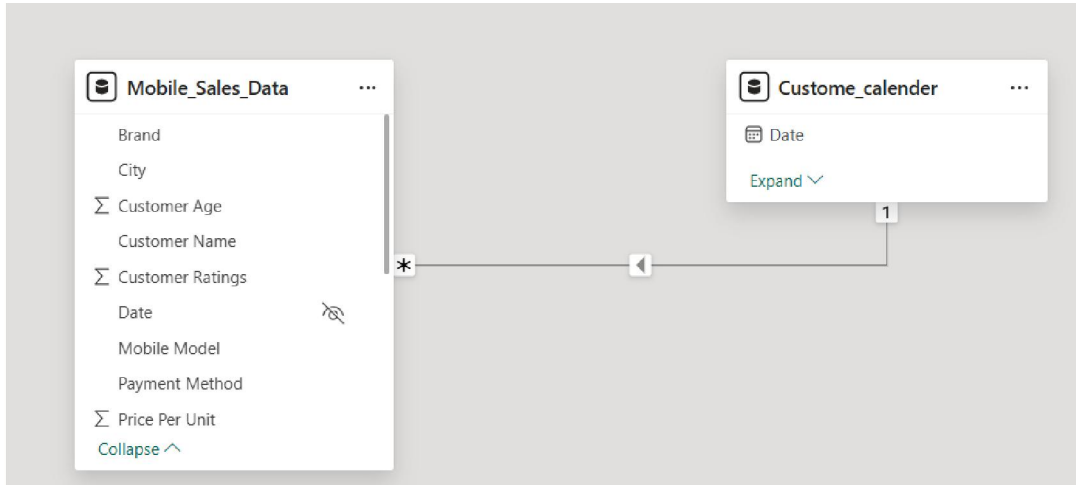 Mobile_Sales_Data
Brand
City
Customer Age
Customer Name
Customer Ratings
Date
Mobile Model
Payment Method
Price Per Unit
Collapse
*
1
Custome_calender
Date
Expand